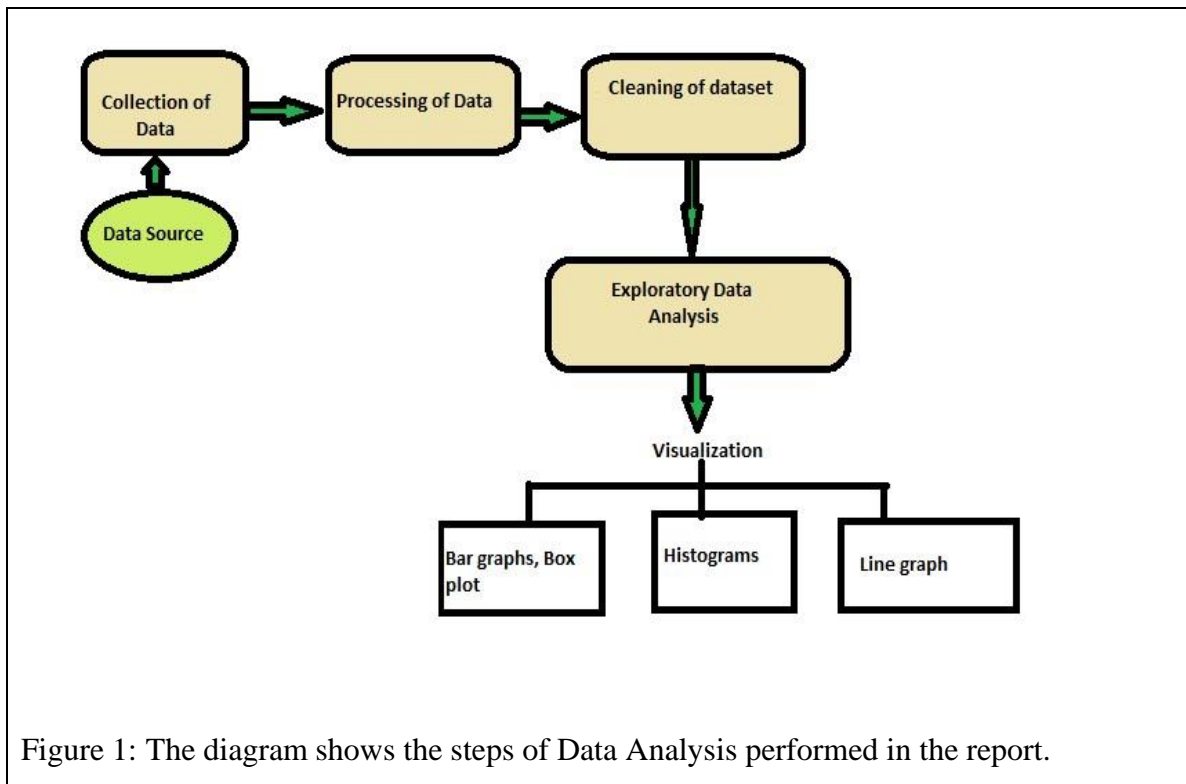 Collection of
Data
Processing of Data
Cleaning of dataset
Data Source
Exploratory Data
Analysis
Visualization
Bar graphs, Box
plot
Histograms
Line graph
Figure 1: The diagram shows the steps of Data Analysis performed in the report.